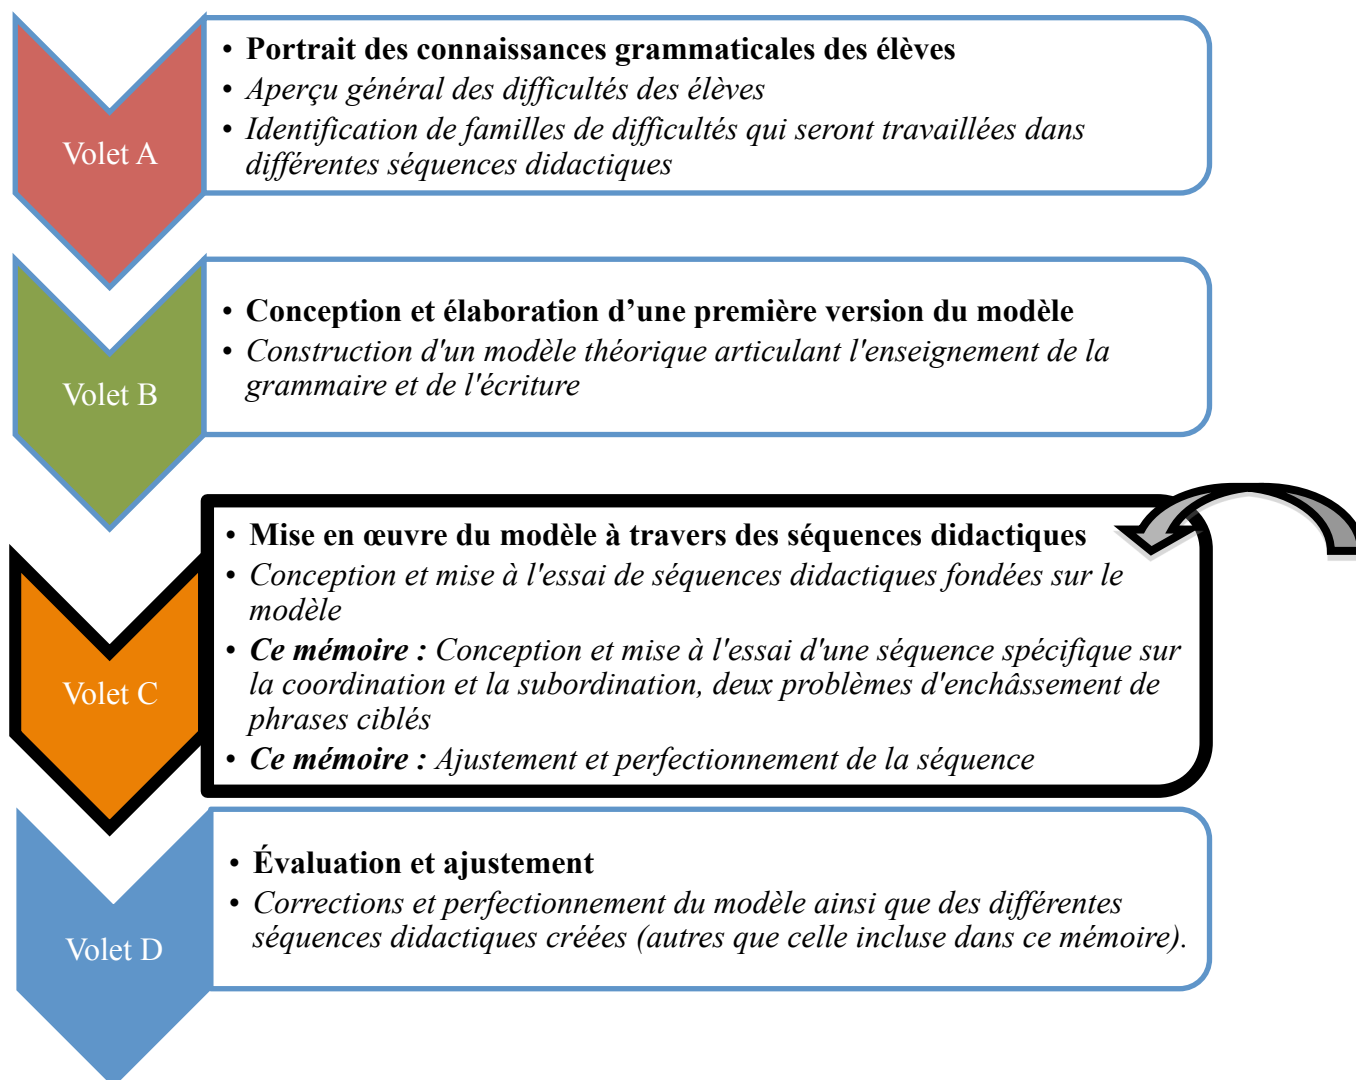 Volet A
• Portrait des connaissances grammaticales des élèves
• Aperçu général des difficultés des élèves
• Identification de familles de difficultés qui seront travaillées dans
différentes séquences didactiques
Volet B
• Conception et élaboration d’une première version du modèle
• Construction d'un modèle théorique articulant l'enseignement de la
grammaire et de l'écriture
Volet C
• Mise en œuvre du modèle à travers des séquences didactiques
• Conception et mise à l'essai de séquences didactiques fondées sur le
modèle
• Ce mémoire : Conception et mise à l'essai d'une séquence spécifique sur
la coordination et la subordination, deux problèmes d'enchâssement de
phrases ciblés
• Ce mémoire : Ajustement et perfectionnement de la séquence
Volet D
• Évaluation et ajustement
• Corrections et perfectionnement du modèle ainsi que des différentes
séquences didactiques créées (autres que celle incluse dans ce mémoire).